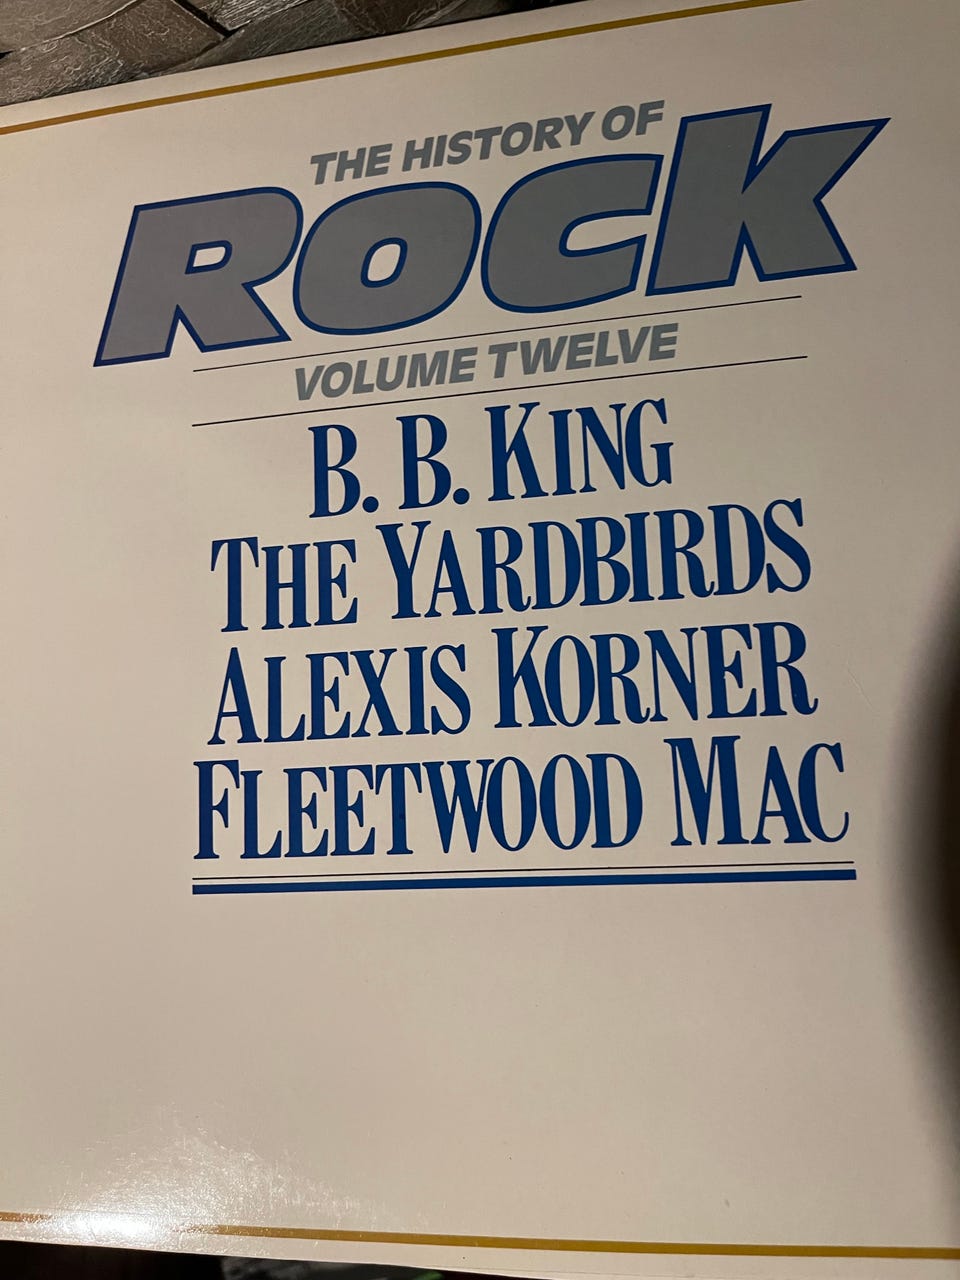 THE HISTORY OF
ROCK
VOLUME TWELVE
B. B. KING
THE YARDBIRDS
ALEXIS KORNER
FLEETWOOD MAC